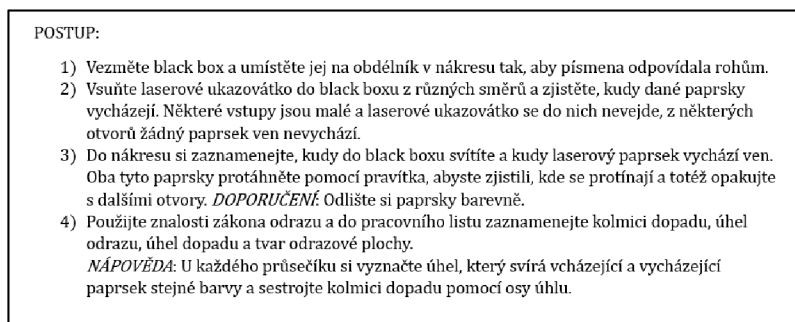 POSTUP:
1) Vezměte black box a umístěte jej na obdélník v nákresu tak, aby písmena odpovídala rohům.
2) Vsuňte laserové ukazovátko do black boxu z různých směrů a zjistěte, kudy dané paprsky
vycházejí. Některé vstupy jsou malé a laserové ukazovátko se do nich nevejde, z některých
otvorů žádný paprsek ven nevychází.
3) Do nákresu si zaznamenejte, kudy do black boxu svítíte a kudy laserový paprsek vychází ven.
Oba tyto paprsky protáhněte pomocí pravítka, abyste zjistili, kde se protínají a totéž opakujte
s dalšími otvory. DOPORUČENÍ: Odlište si paprsky barevně.
4) Použijte znalosti zákona odrazu a do pracovního listu zaznamenejte kolmici dopadu, úhel
odrazu, úhel dopadu a tvar odrazové plochy.
NÁPOVĚDA: U každého průsečíku si vyznačte úhel, který svírá vcházející a vycházející
paprsek stejné barvy a sestrojte kolmici dopadu pomocí osy úhlu.